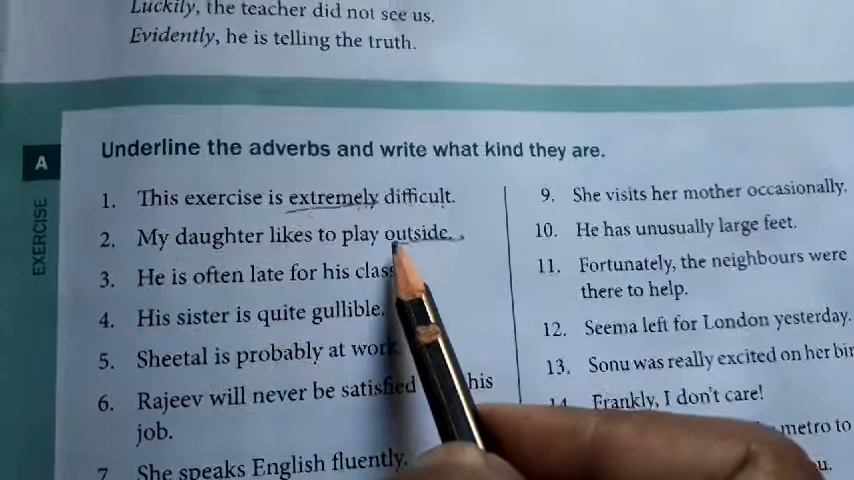 Luckily, the teacher did not see us.
Evidently, he is telling the truth.
A
EXERCISE
Underline the adverbs and write what kind they are.
1. This exercise is extremely difficult.
2. My daughter likes to play outside.
3. He is often late for his class
4. His sister is quite gullible.
5. Sheetal is probably at work
6. Rajeev will never be satisfied his
job.
7 She speaks English fluently.
9. She visits her mother occasionally.
10. He has unusually large feet.
11. Fortunately, the neighbours were
there to help.
12. Seema left for London yesterday.
13. Sonu was really excited on her
14 Frankly, I don't care!
metro to